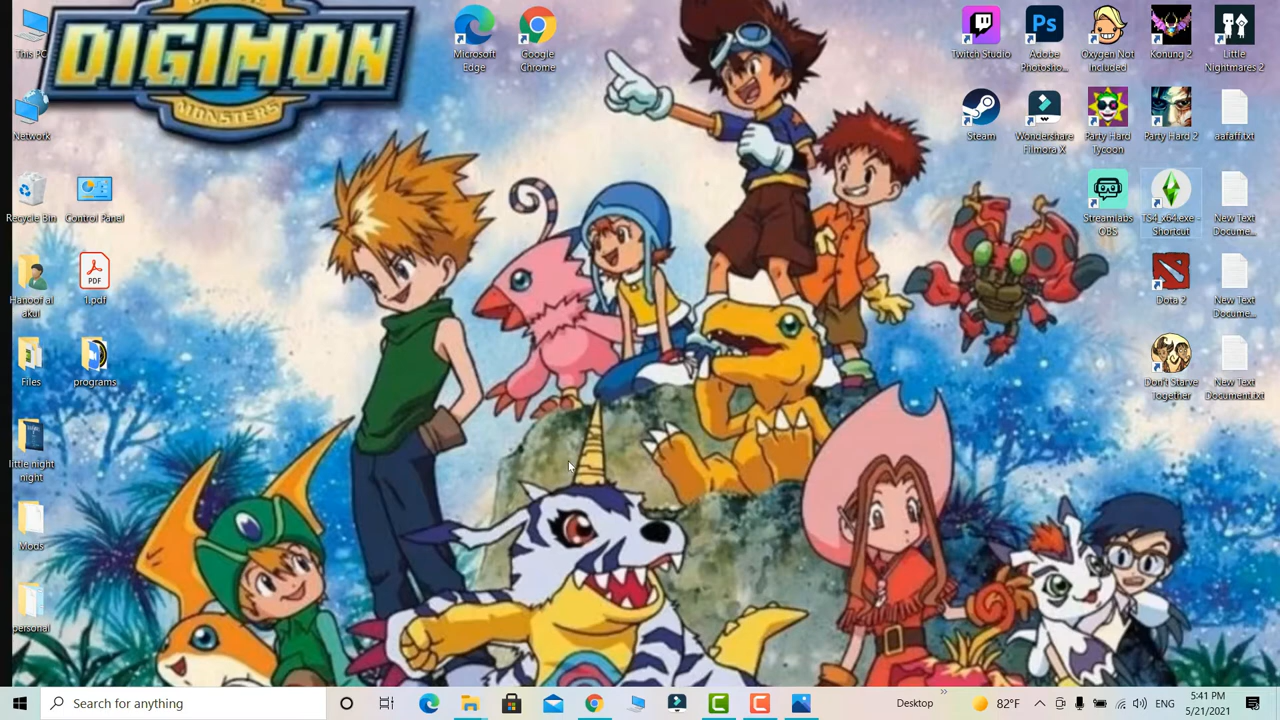 DIGIMON
MONSTERS
This PC
Network
Recycle Bin
Control Panel
Hanoof al
akul
1.pdf
Files
programs
little night
night
Mods
personal
Microsoft
Edge
Google
Chrome
Twitch Studio
Adobe
Photosho...
Ps
Oxygen Not
Included
Konung 2
Little
Nightmares 2
Steam
Wondershare
Filmora X
Party Hard
Tycoon
Party Hard 2
aafaff.txt
Streamlabs
OBS
TS4_x64.exe -
Shortcut
New Text
Docume...
Dota 2
New Text
Docume...
Don't Starve
Together
New Text
Document.txt
PDF
Search for anything
Desktop
»
82°F
ENG
5:41 PM
5/21/2021